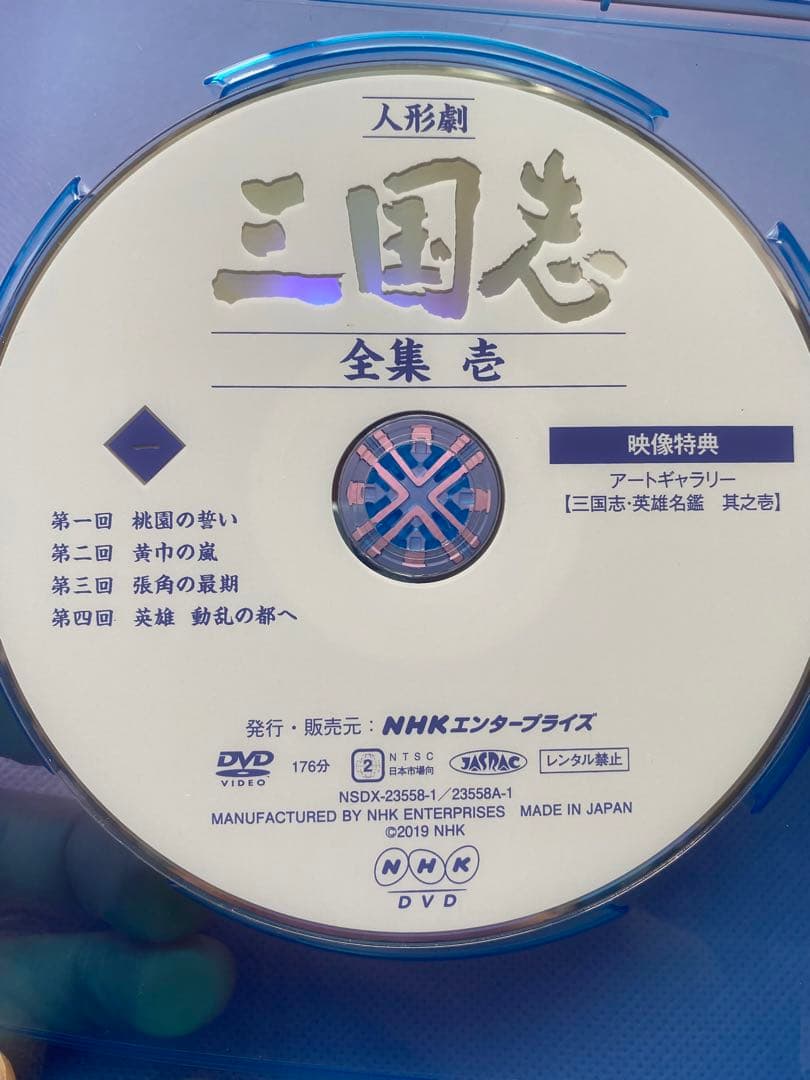 人形劇
三国志
全集 壱
一
映像特典
アートギャラリー
【三国志・英雄名鑑 其之壱】
第一回 桃園の誓い
第二回 黄巾の嵐
第三回 張角の最期
第四回 英雄 動乱の都へ
発行・販売元：NHKエンタープライズ
DVD VIDEO 176分 2 NTSC 日本市場向 JASRAC レンタル禁止
NSDX-23558-1／23558A-1
MANUFACTURED BY NHK ENTERPRISES MADE IN JAPAN
©2019 NHK
NHK
DVD